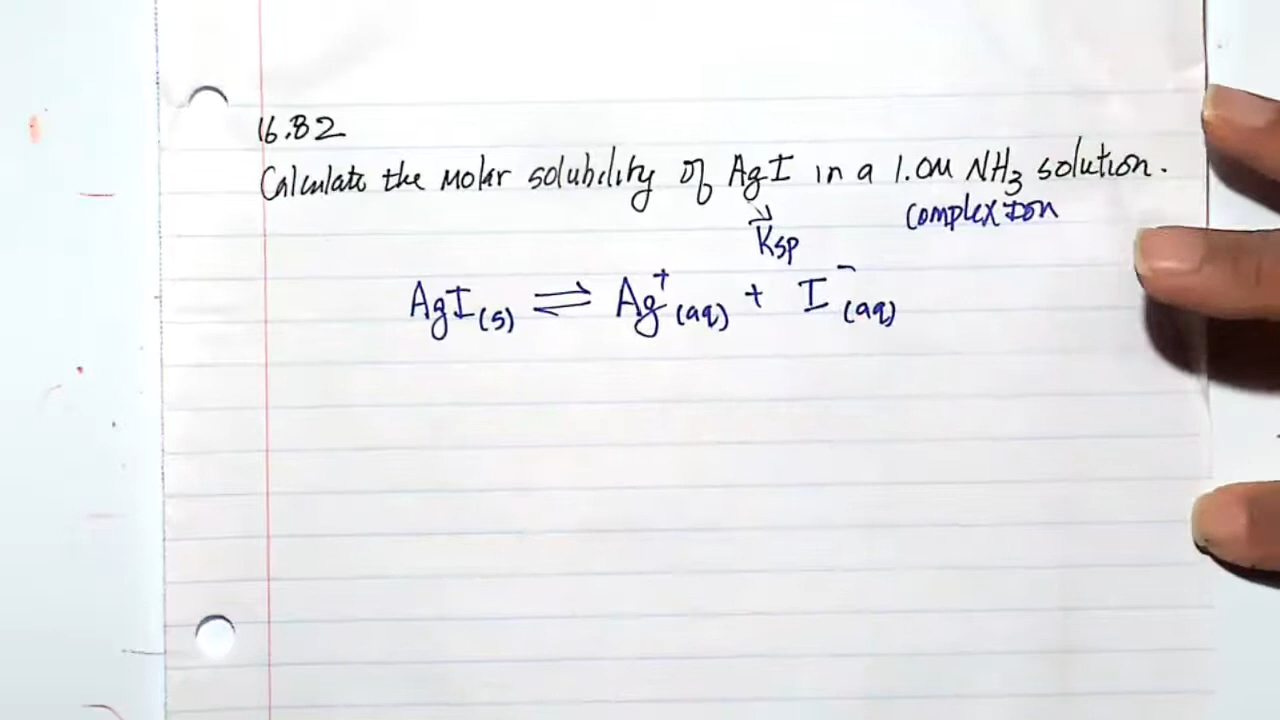 16.82
Calculate the molar solubility of AgI in a 1.0M NH₃ solution.
Complex Ion
Ksp
AgI(s) ⇌ Ag⁺(aq) + I⁻(aq)